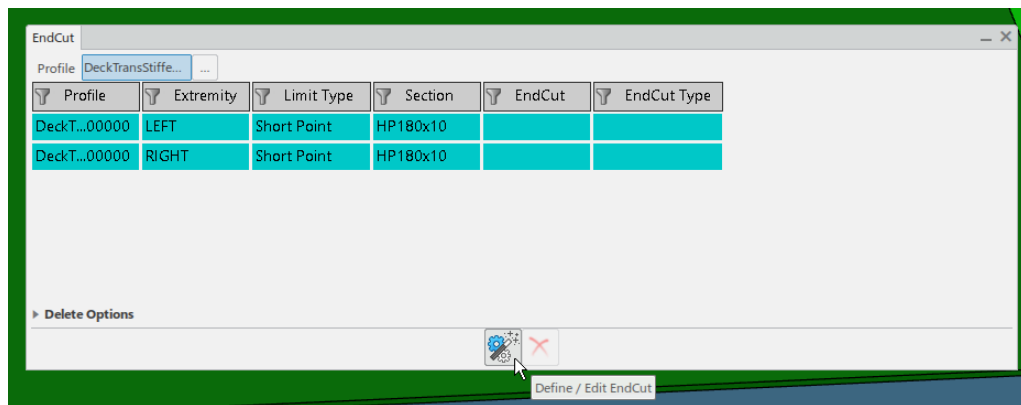 EndCut
Profile DeckTransStiffe... ...
Profile Extremity Limit Type Section EndCut EndCut Type
DeckT...00000 LEFT Short Point HP180x10
DeckT...00000 RIGHT Short Point HP180x10
Delete Options
Define / Edit EndCut